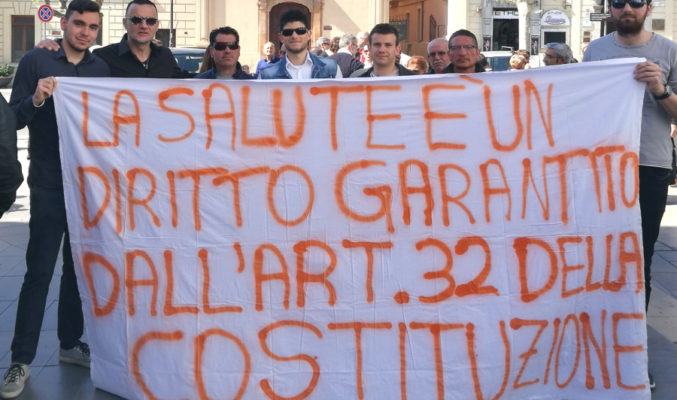 LA SALUTE È UN
DIRITTO GARANTITO
DALL'ART.32 DELLA
COSTITUZIONE